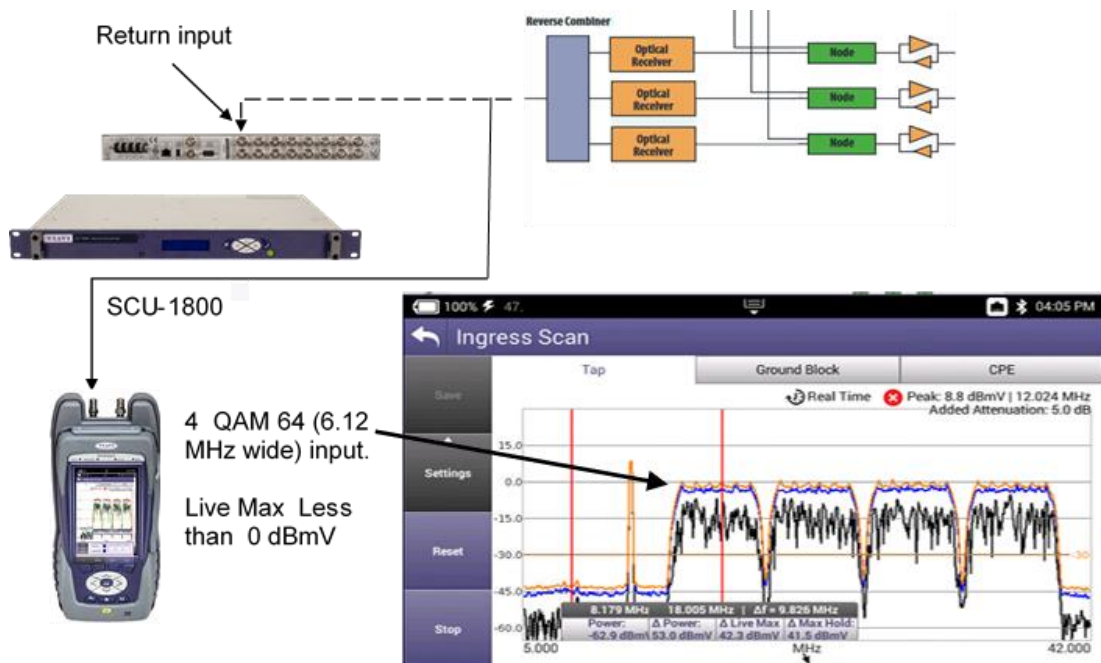 Return input
Reverse Combiner
Optical
Receiver
Node
Optical
Receiver
Node
Optical
Receiver
Node
SCU-1800
4 QAM 64 (6.12
MHz wide) input.
Live Max Less
than 0 dBmV
100%
47.
04:05 PM
Ingress Scan
Tap
Ground Block
CPE
Save
Settings
Reset
Stop
Real Time
Peak: 8.8 dBmV | 12.024 MHz
Added Attenuation: 5.0 dB
15.0
0.0
-15.0
-30.0
-45.0
-60.0
-30
8.179 MHz 18.005 MHz | Δf = 9.826 MHz
Power: Δ Power: Δ Live Max Δ Max Hold:
-62.9 dBmV 53.0 dBmV 42.3 dBmV 41.5 dBmV
5.000
MHz
42.000